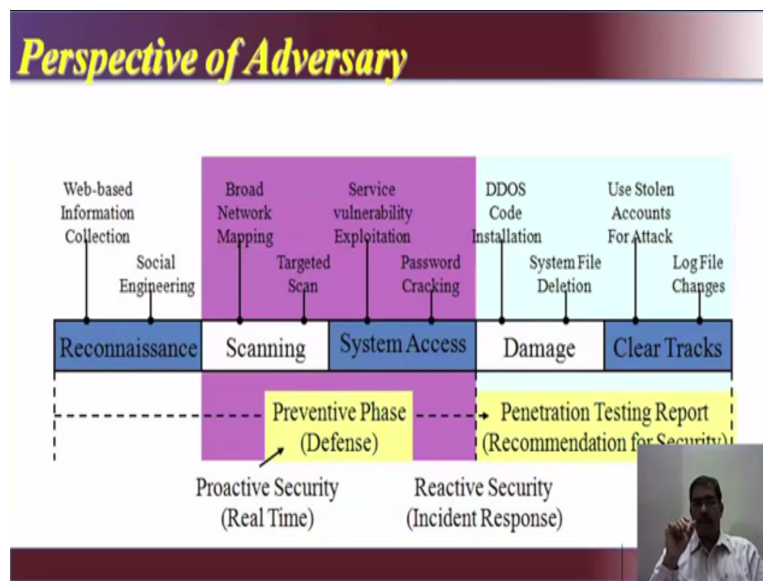 Perspective of Adversary
Web-based
Information
Collection
Social
Engineering
Broad
Network
Mapping
Targeted
Scan
Service
vulnerability
Exploitation
Password
Cracking
DDOS
Code
Installation
System File
Deletion
Use Stolen
Accounts
For Attack
Log File
Changes
Reconnaissance
Scanning
System Access
Damage
Clear Tracks
Preventive Phase
(Defense)
Penetration Testing Report
(Recommendation for Security)
Proactive Security
(Real Time)
Reactive Security
(Incident Response)